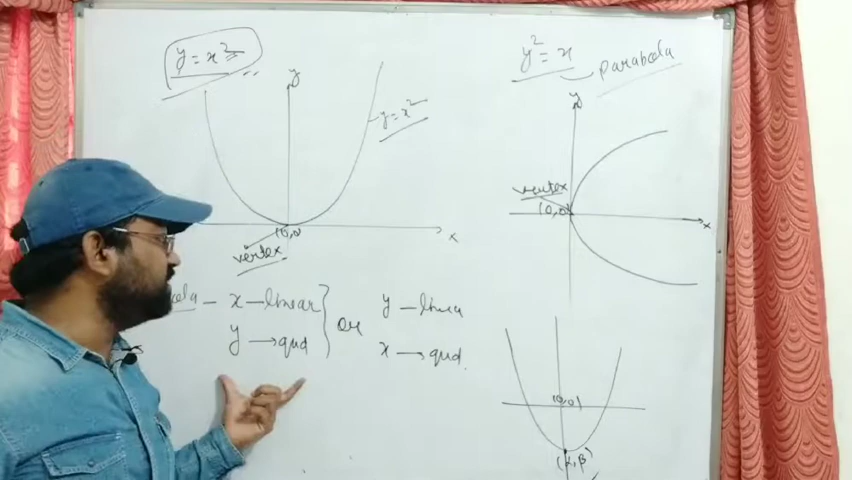 y = x²
y
y = x²
x
(0,0)
vertex
y² = x
parabola
y
vertex
(0,0)
x
x – linear } or y – linear
y → quad x → quad.
(0,0)
(α, β)